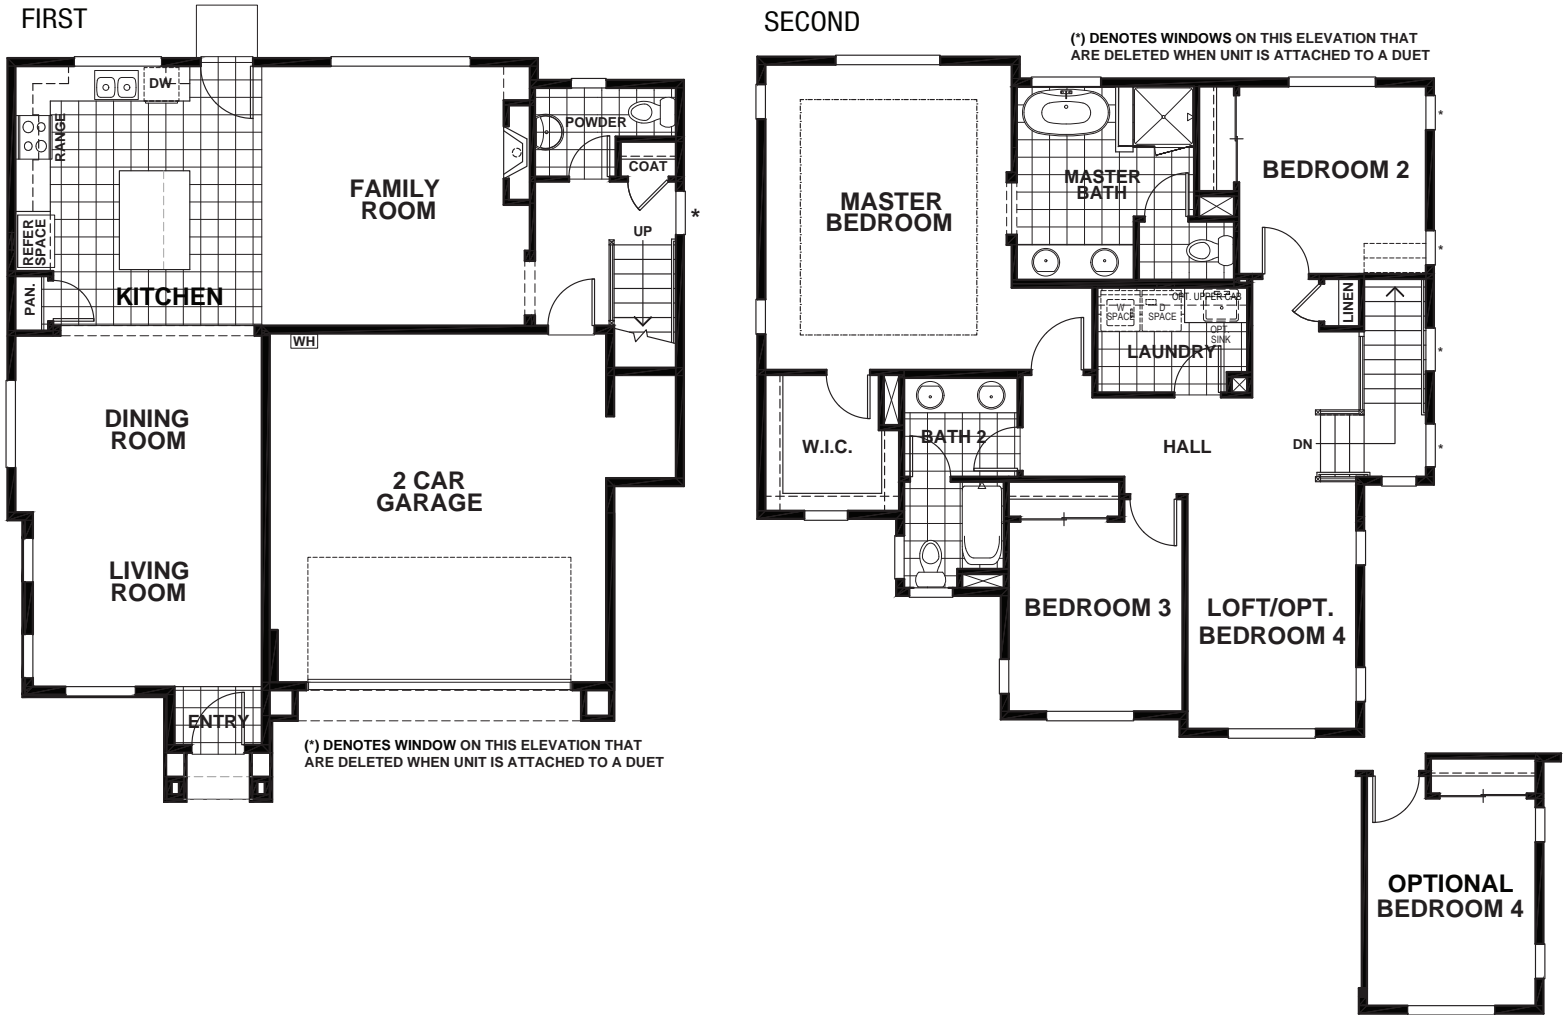 FIRST
DW
RANGE
REFER
SPACE
PAN.
KITCHEN
FAMILY
ROOM
POWDER
COAT
UP
*
WH
DINING
ROOM
2 CAR
GARAGE
LIVING
ROOM
ENTRY
(*) DENOTES WINDOW ON THIS ELEVATION THAT
ARE DELETED WHEN UNIT IS ATTACHED TO A DUET
SECOND
(*) DENOTES WINDOWS ON THIS ELEVATION THAT
ARE DELETED WHEN UNIT IS ATTACHED TO A DUET
MASTER
BEDROOM
MASTER
BATH
BEDROOM 2
*
*
OPT. UPPER CAB
W
SPACE
D
SPACE
OPT.
SINK
LAUNDRY
LINEN
*
W.I.C.
BATH 2
HALL
DN
*
BEDROOM 3
LOFT/OPT.
BEDROOM 4
OPTIONAL
BEDROOM 4